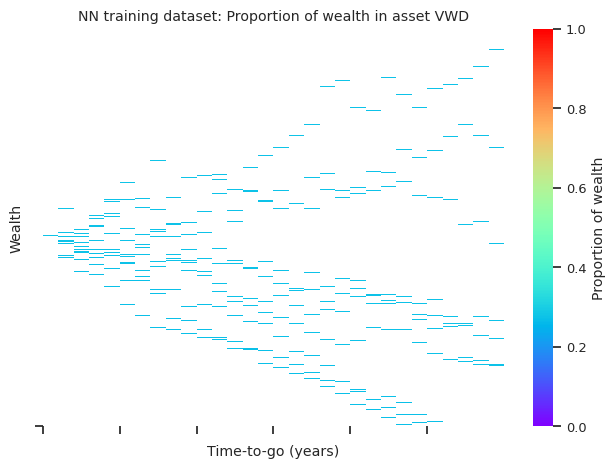 NN training dataset: Proportion of wealth in asset VWD
Wealth
Time-to-go (years)
1.0
0.8
0.6
0.4
0.2
0.0
Proportion of wealth